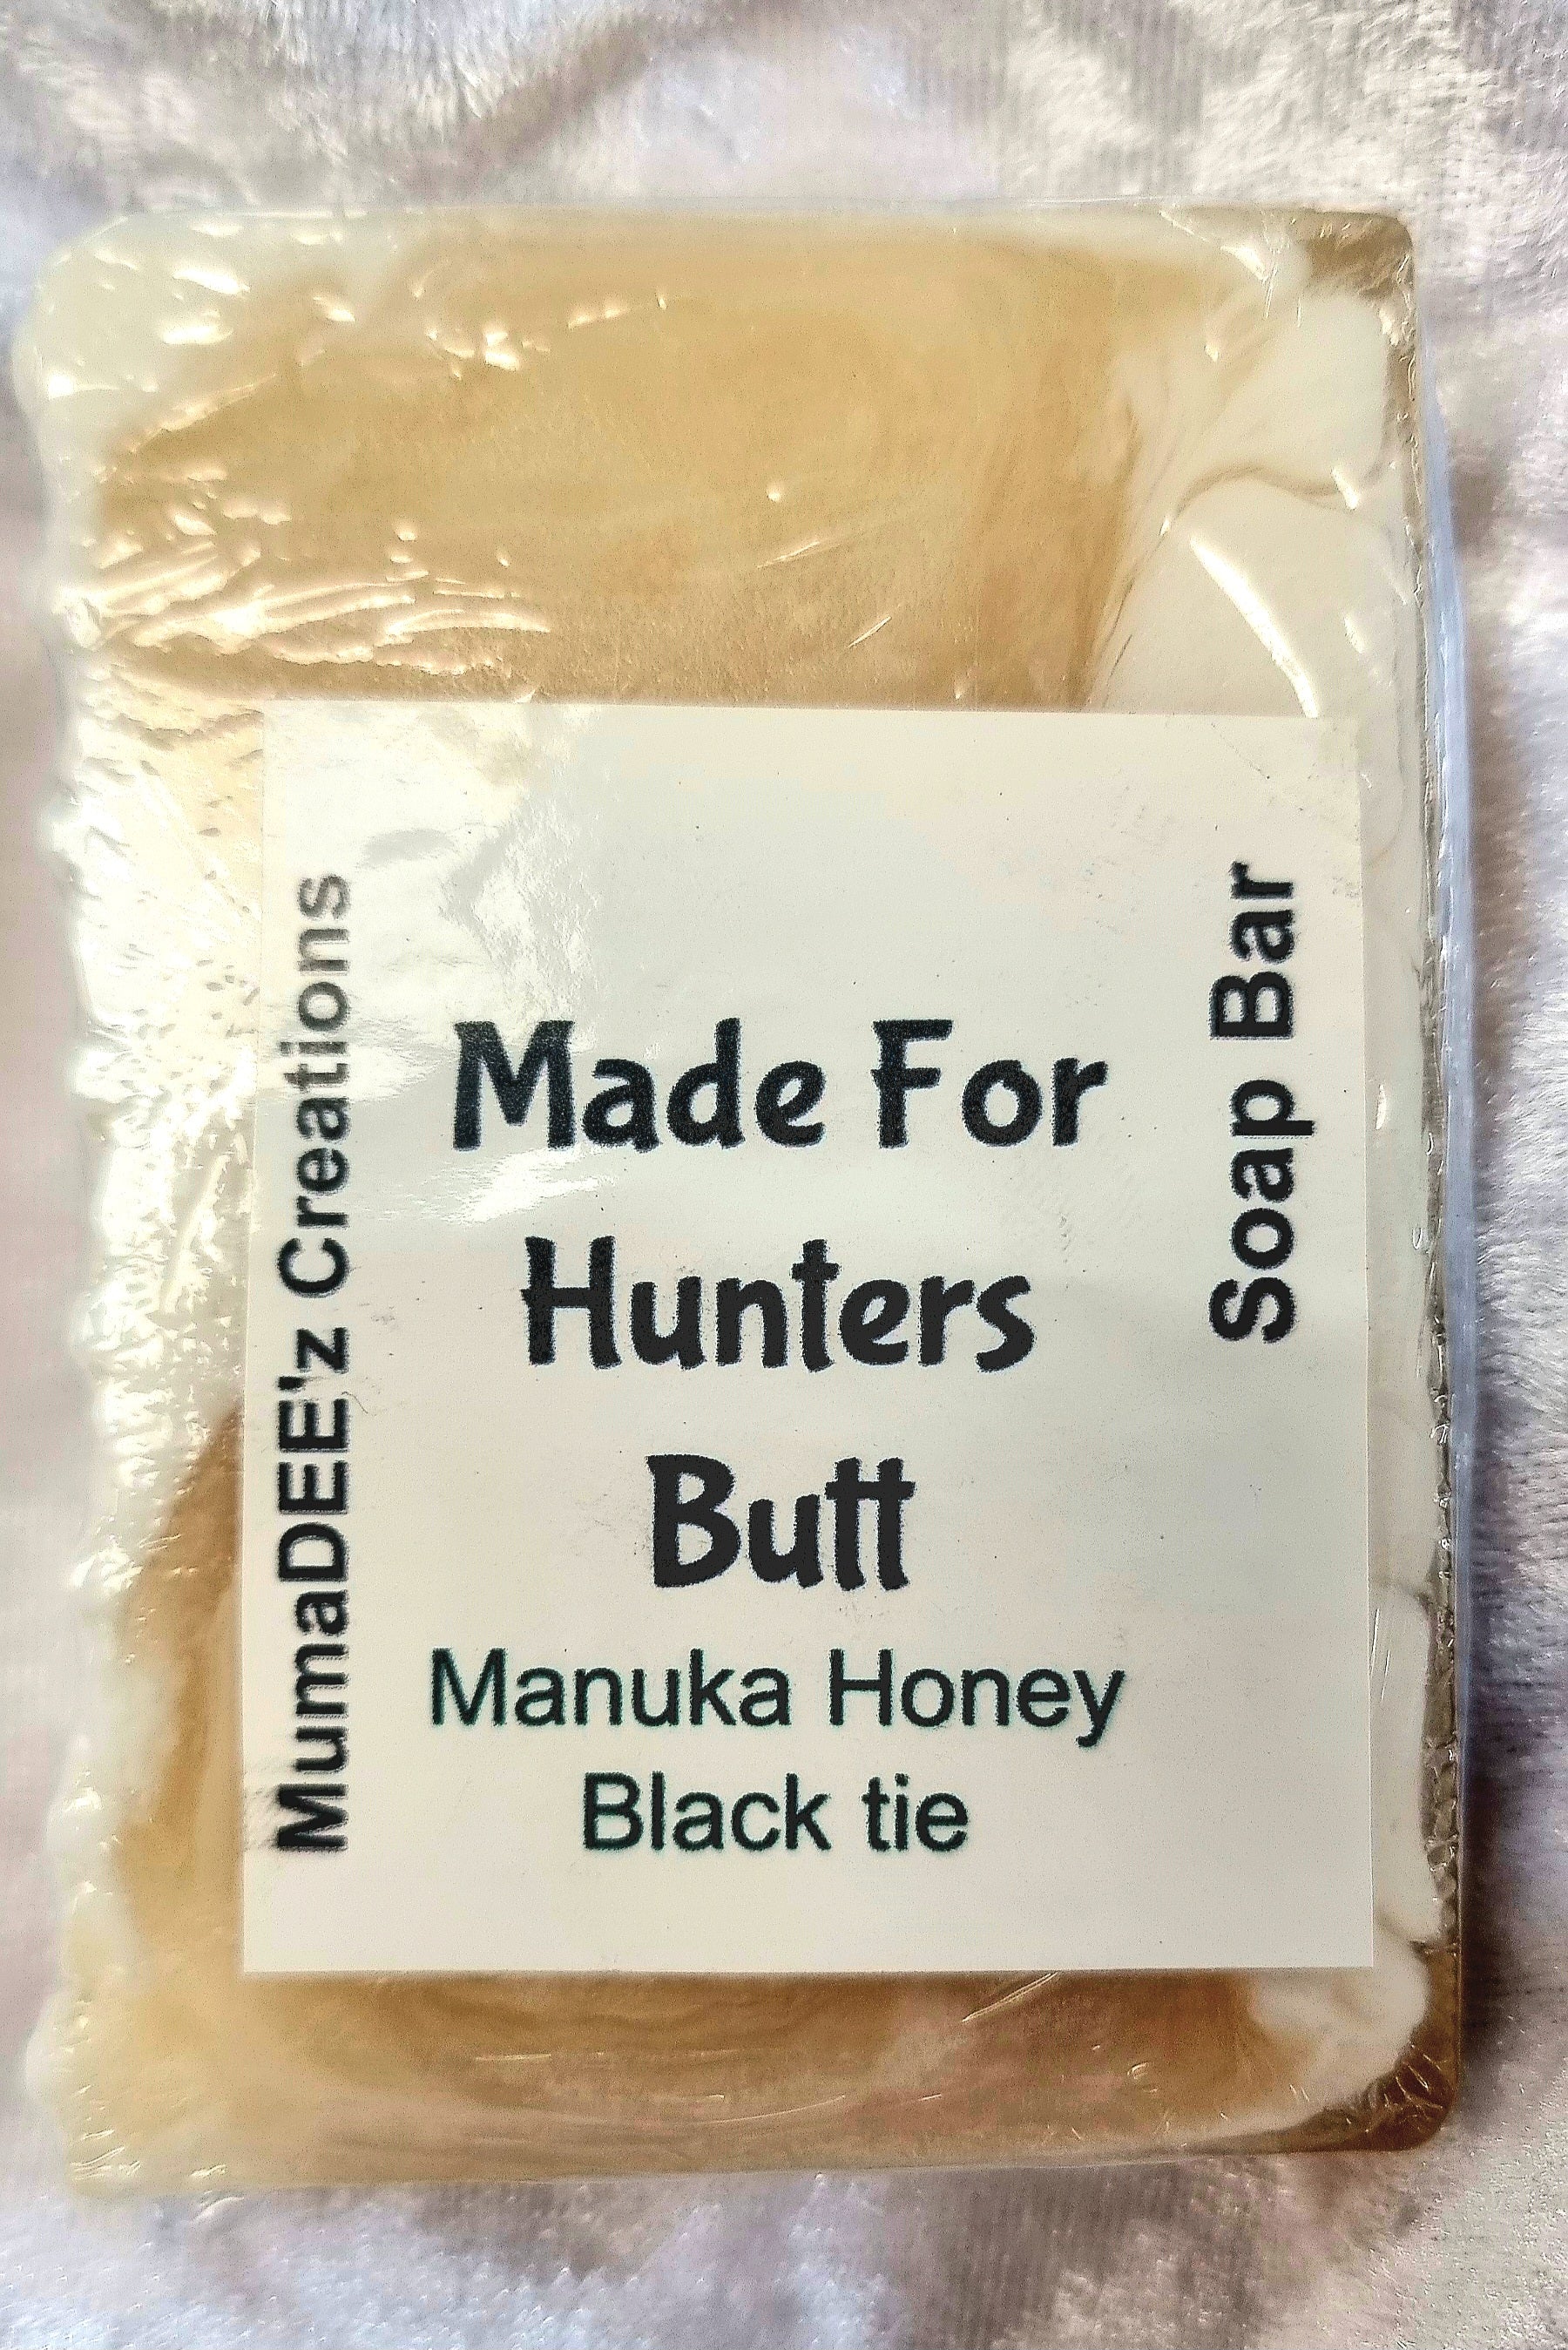 MumaDEE'z Creations
Made For
Hunters
Butt
Manuka Honey
Black tie
Soap Bar